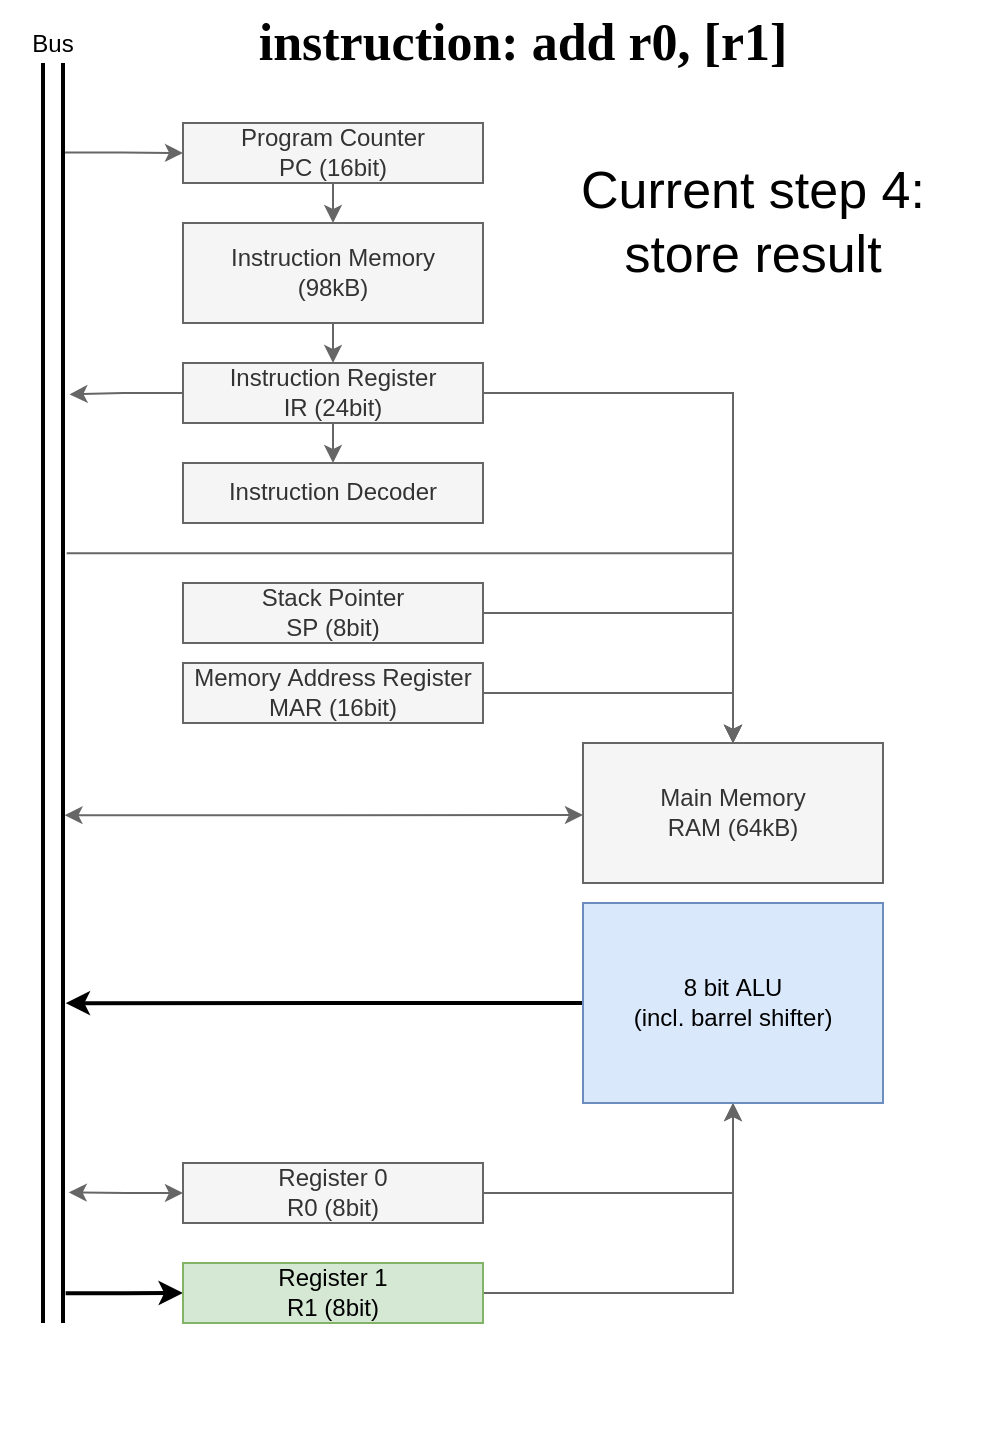 instruction: add r0, [r1]
Bus
Program Counter
PC (16bit)
Current step 4:
store result
Instruction Memory
(98kB)
Instruction Register
IR (24bit)
Instruction Decoder
Stack Pointer
SP (8bit)
Memory Address Register
MAR (16bit)
Main Memory
RAM (64kB)
8 bit ALU
(incl. barrel shifter)
Register 0
R0 (8bit)
Register 1
R1 (8bit)